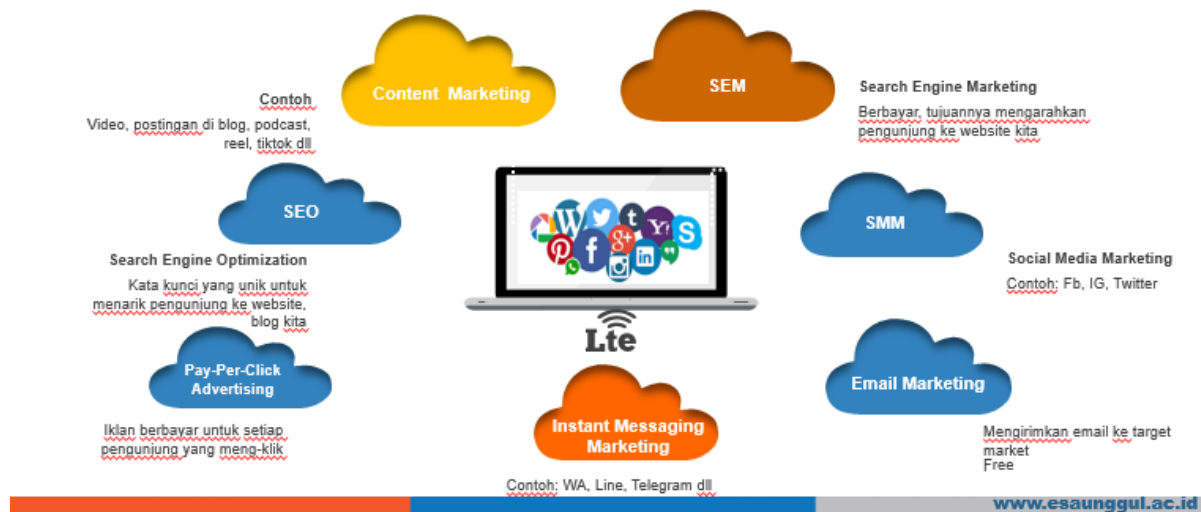 Content Marketing
Contoh
Video, postingan di blog, podcast,
reel, tiktok dll
SEM
Search Engine Marketing
Berbayar, tujuannya mengarahkan
pengunjung ke website kita
SEO
Search Engine Optimization
Kata kunci yang unik untuk
menarik pengunjung ke website,
blog kita
SMM
Social Media Marketing
Contoh: Fb, IG, Twitter
Lte
Pay-Per-Click
Advertising
Iklan berbayar untuk setiap
pengunjung yang meng-klik
Instant Messaging
Marketing
Contoh: WA, Line, Telegram dll
Email Marketing
Mengirimkan email ke target
market
Free
www.esaunggul.ac.id